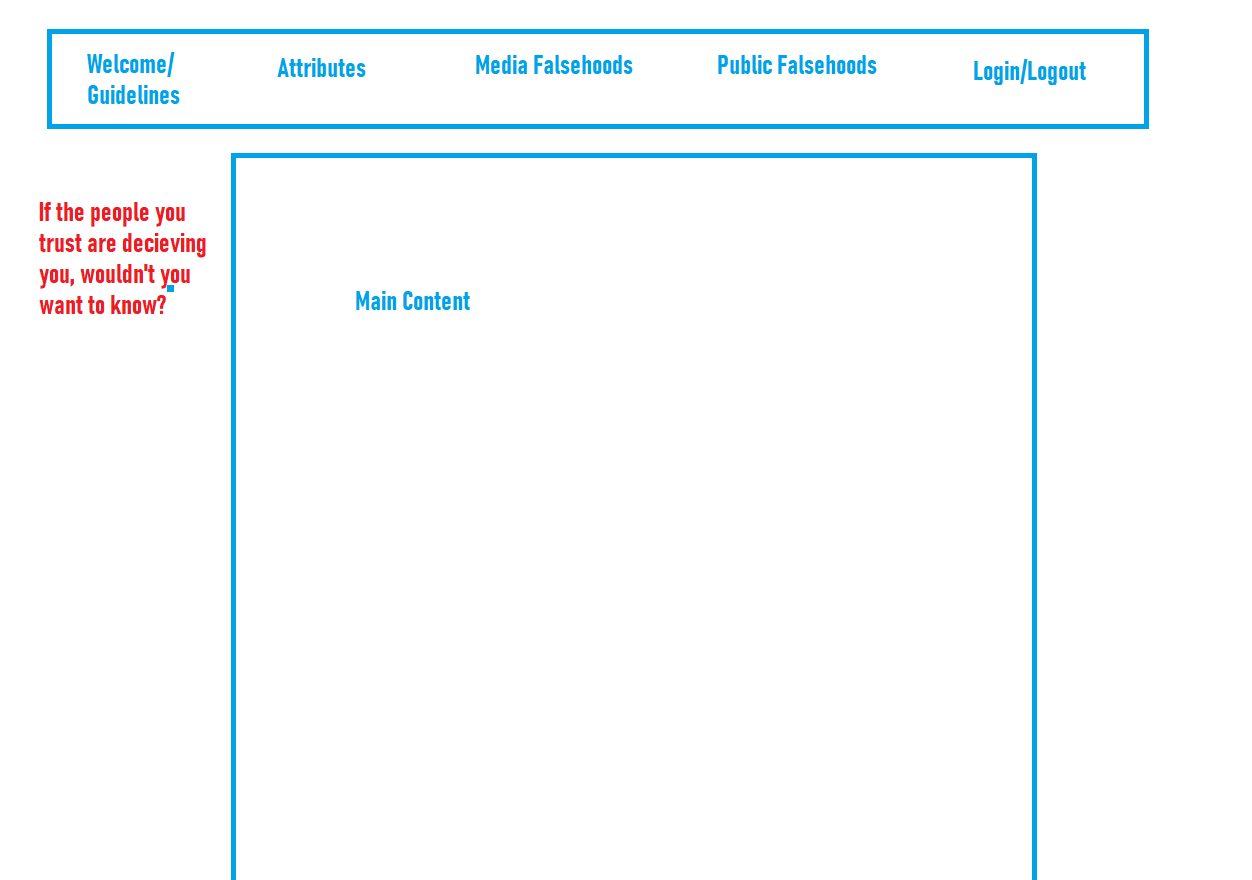 Welcome/
Guidelines
Attributes
Media Falsehoods
Public Falsehoods
Login/Logout
If the people you
trust are decieving
you, wouldn't you
want to know?
Main Content